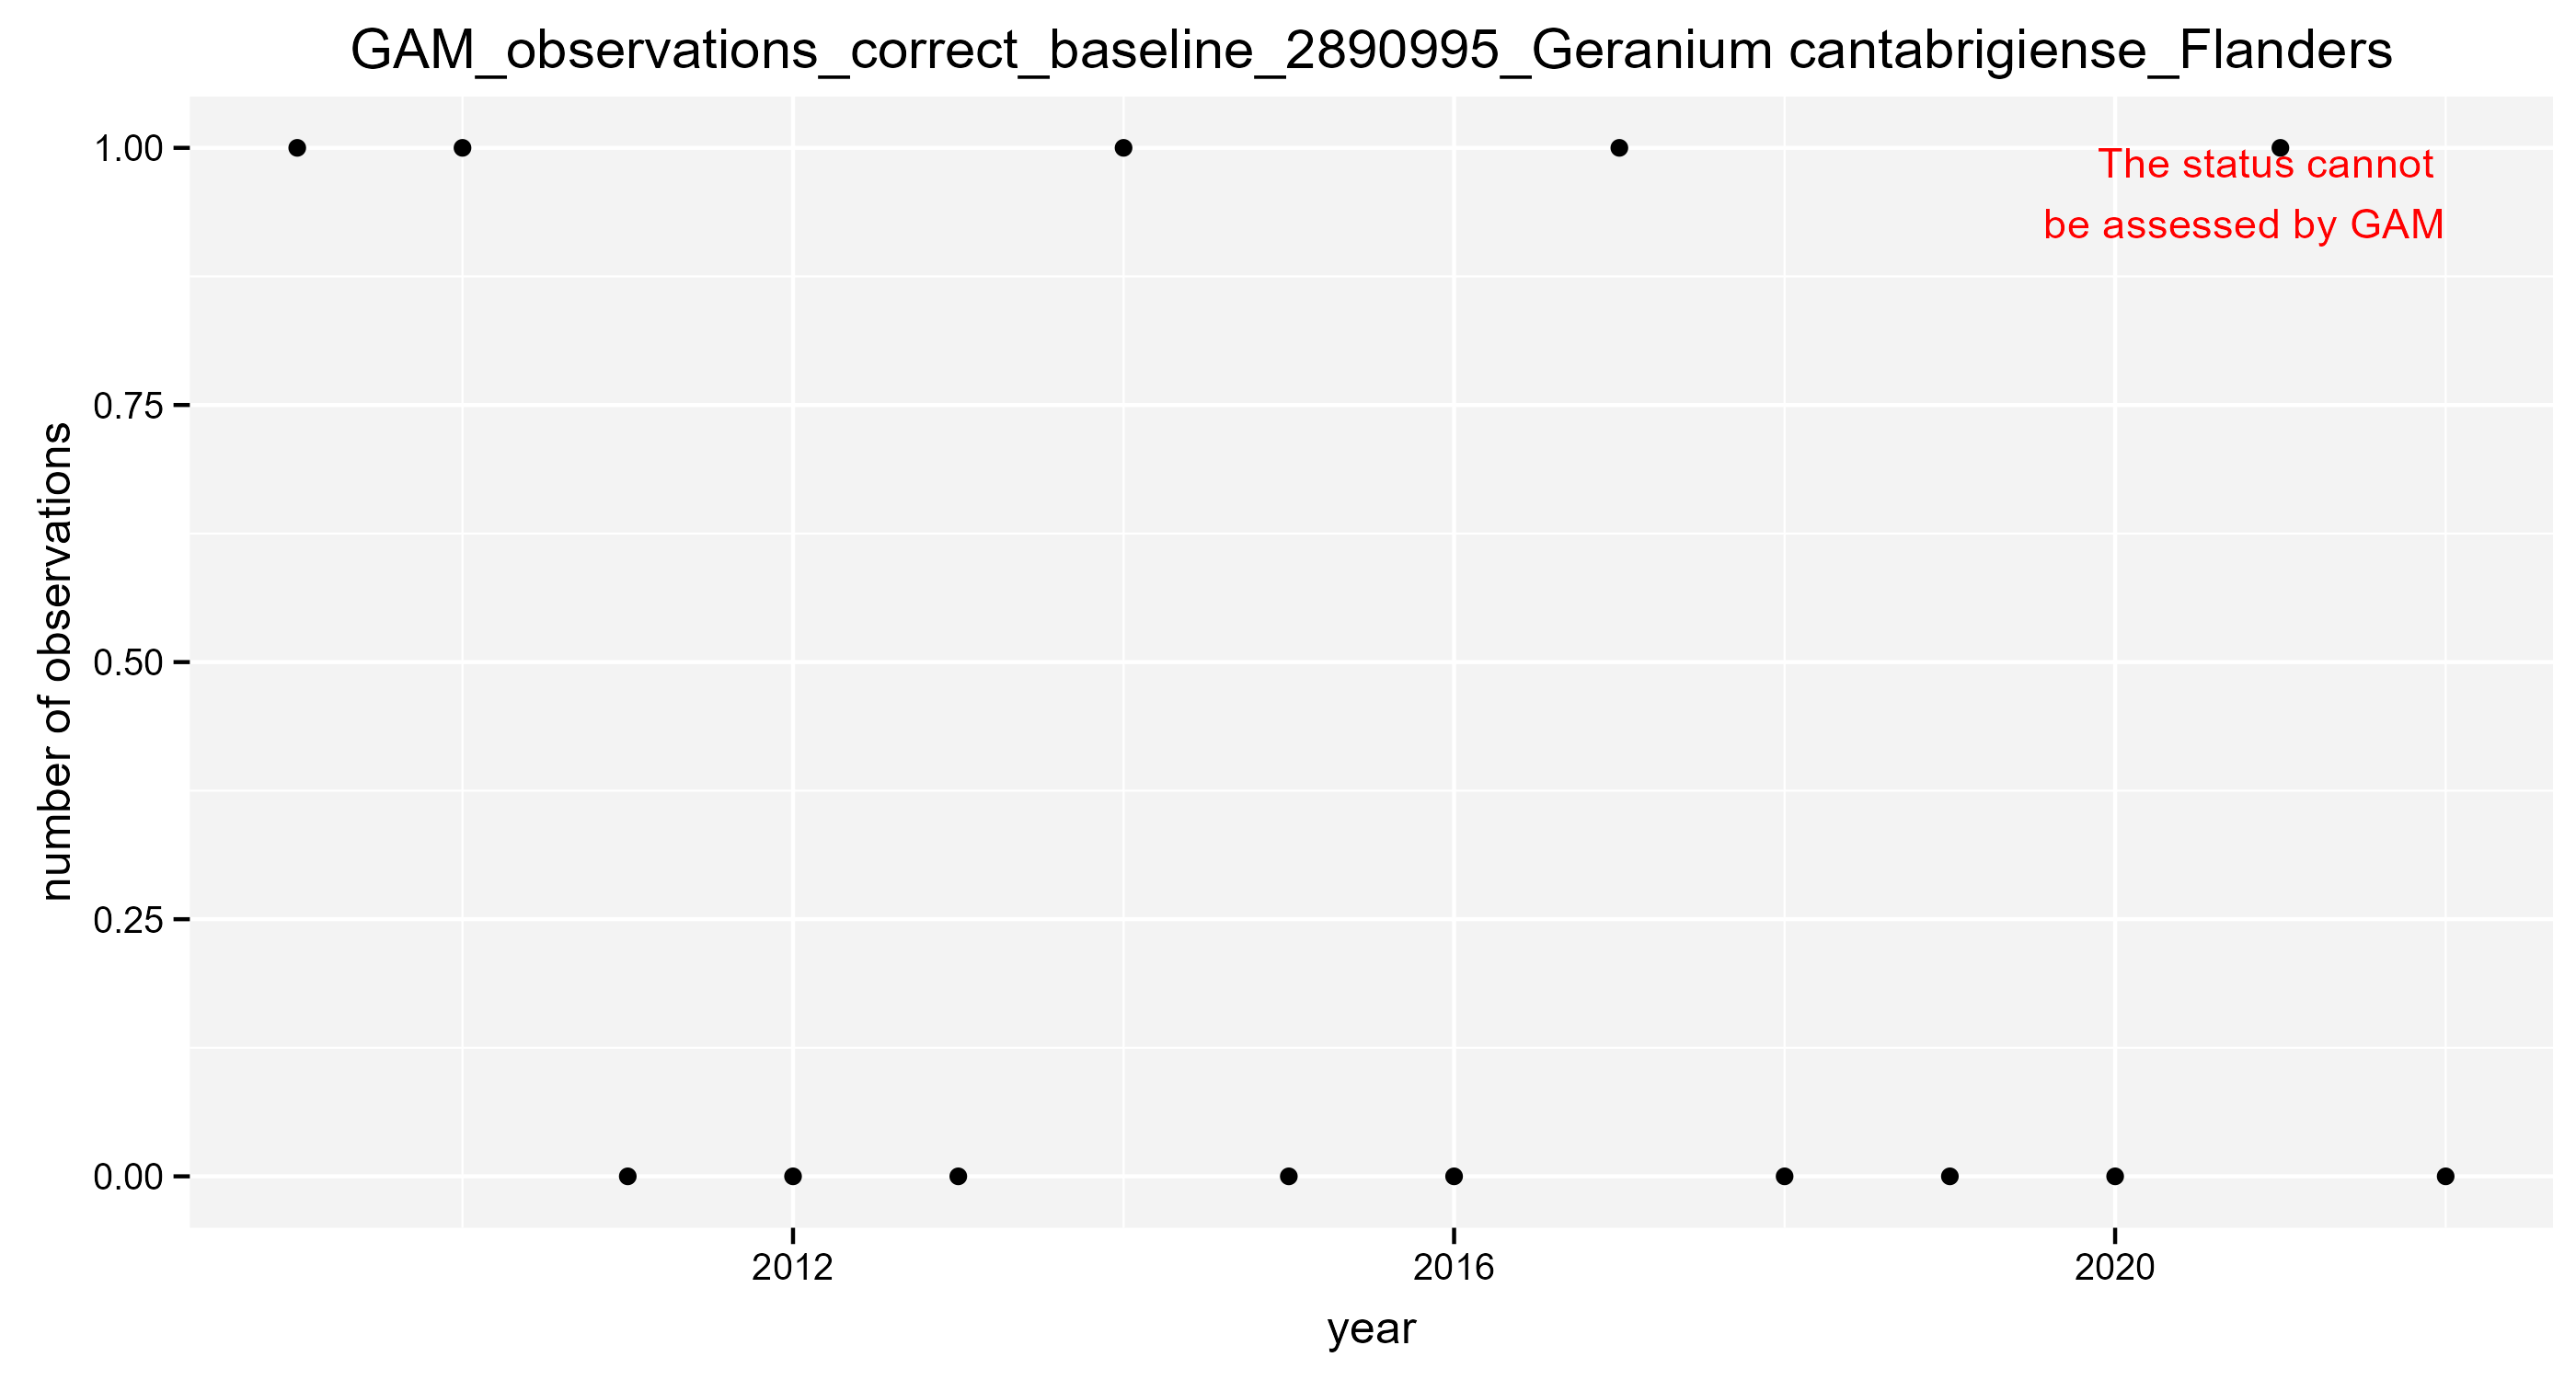 GAM_observations_correct_baseline_2890995_Geranium cantabrigiense_Flanders
1.00
The status cannot
be assessed by GAM
0.75
number of observations
0.50
0.25
0.00
2012 2016 2020
year